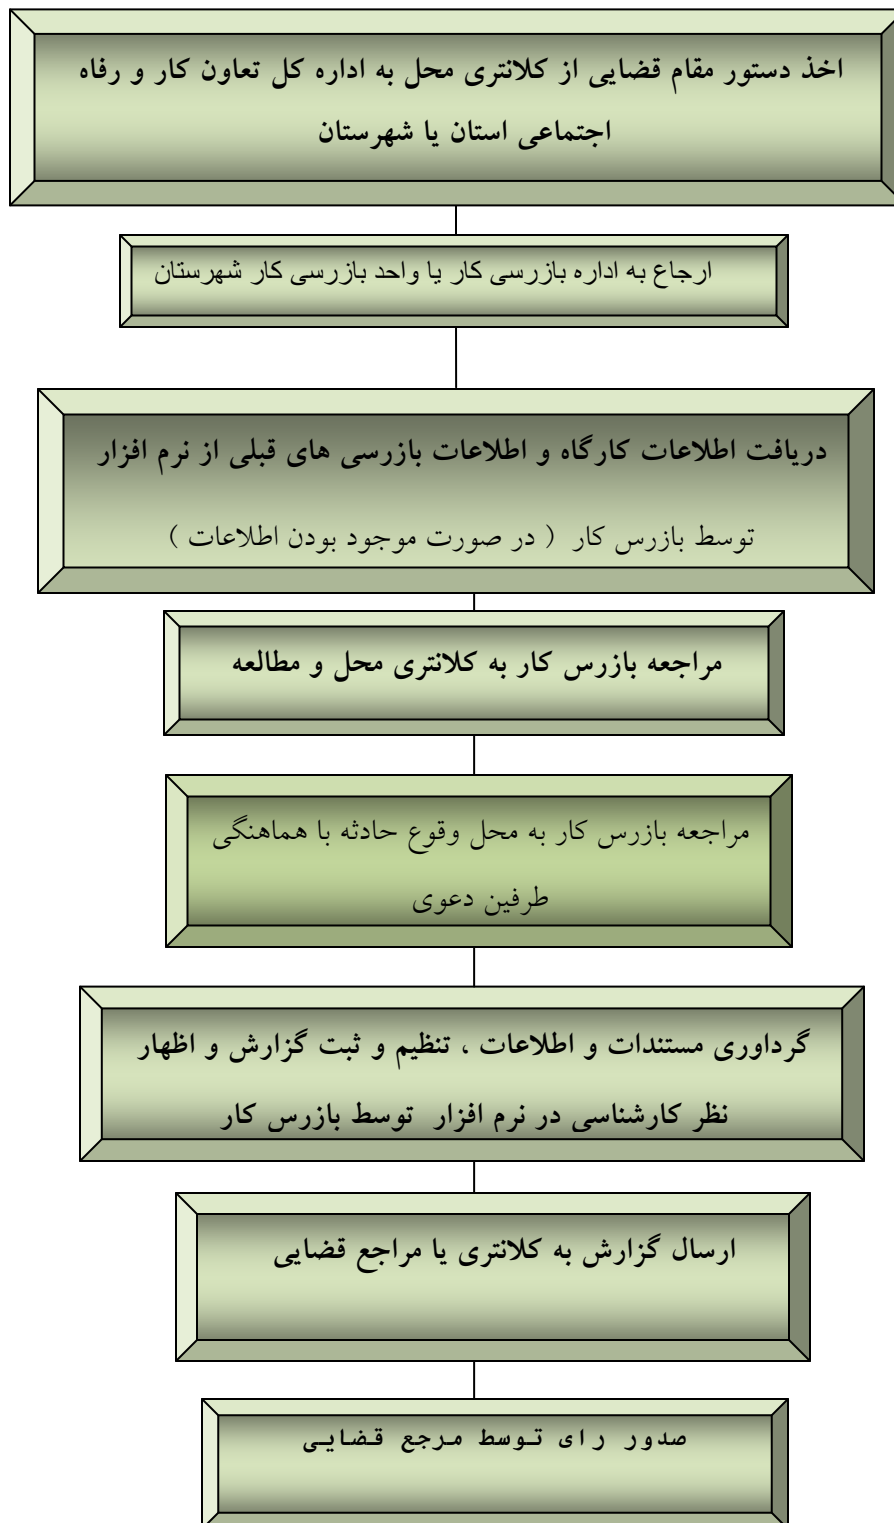 اخذ دستور مقام قضایی از کلانتری محل به اداره کل تعاون کار و رفاه
اجتماعی استان یا شهرستان
ارجاع به اداره بازرسی کار یا واحد بازرسی کار شهرستان
دریافت اطلاعات کارگاه و اطلاعات بازرسی های قبلی از نرم افزار
توسط بازرس کار ( در صورت موجود بودن اطلاعات )
مراجعه بازرس کار به کلانتری محل و مطالعه
مراجعه بازرس کار به محل وقوع حادثه با هماهنگی
طرفین دعوی
گرداوری مستندات و اطلاعات ، تنظیم و ثبت گزارش و اظهار
نظر کارشناسی در نرم افزار توسط بازرس کار
ارسال گزارش به کلانتری یا مراجع قضایی
صدور رای توسط مرجع قضایی